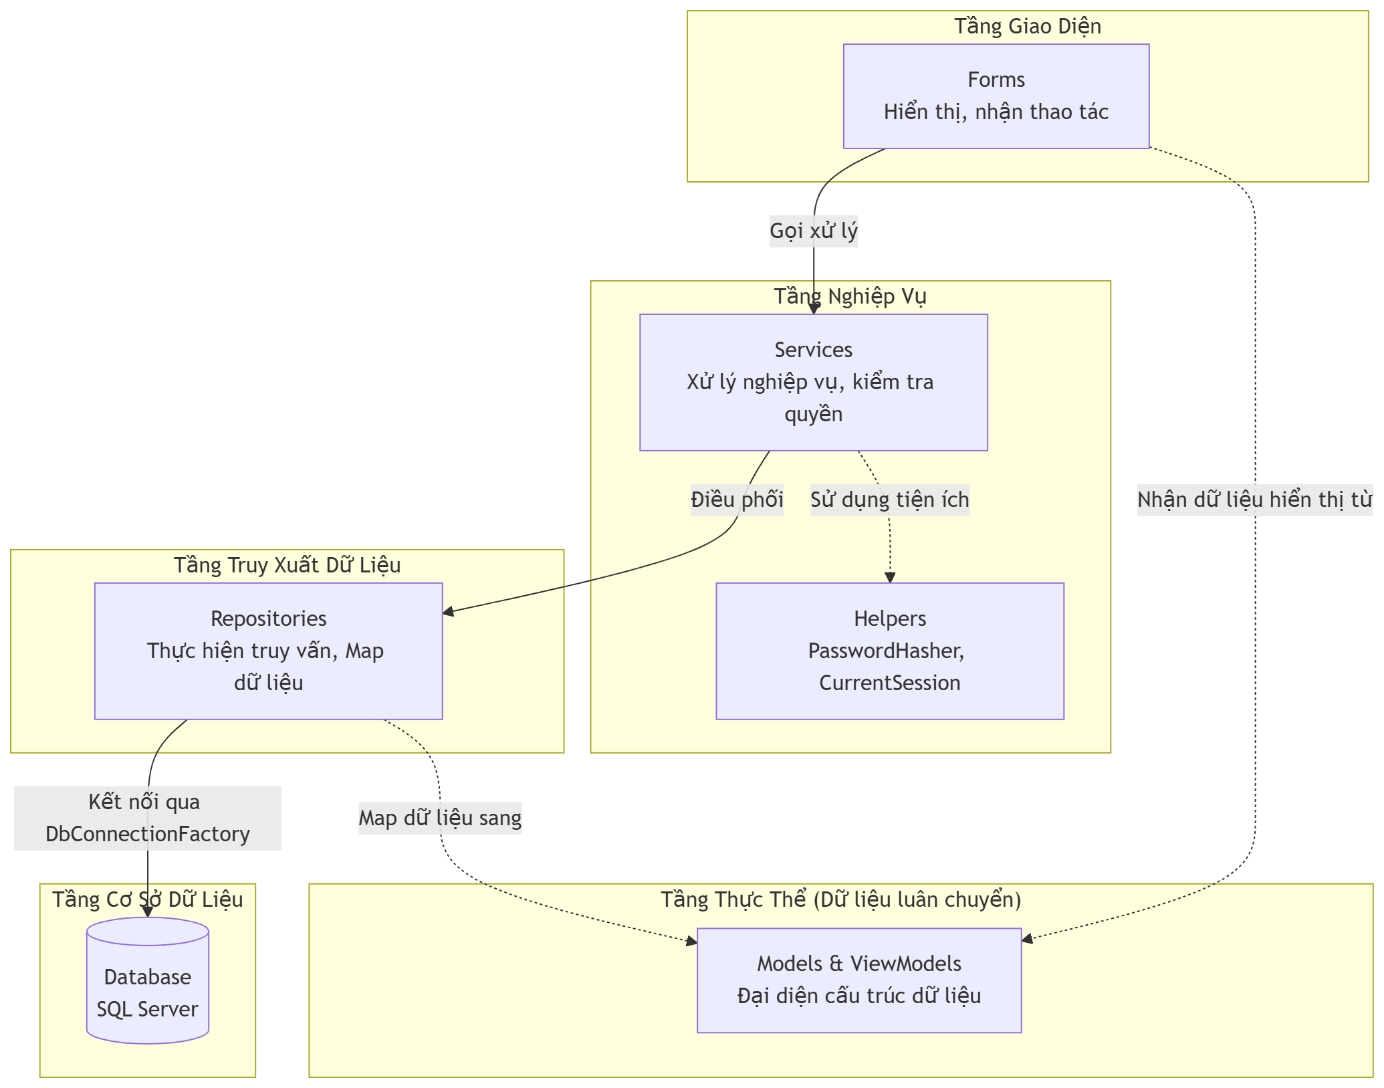 Tầng Giao Diện
Forms
Hiển thị, nhận thao tác
Gọi xử lý
Tầng Nghiệp Vụ
Services
Xử lý nghiệp vụ, kiểm tra
quyền
Điều phối
Sử dụng tiện ích
Nhận dữ liệu hiển thị từ
Tầng Truy Xuất Dữ Liệu
Repositories
Thực hiện truy vấn, Map
dữ liệu
Helpers
PasswordHasher,
CurrentSession
Kết nối qua
DbConnectionFactory
Map dữ liệu sang
Tầng Cơ Sở Dữ Liệu
Database
SQL Server
Tầng Thực Thể (Dữ liệu luân chuyển)
Models & ViewModels
Đại diện cấu trúc dữ liệu